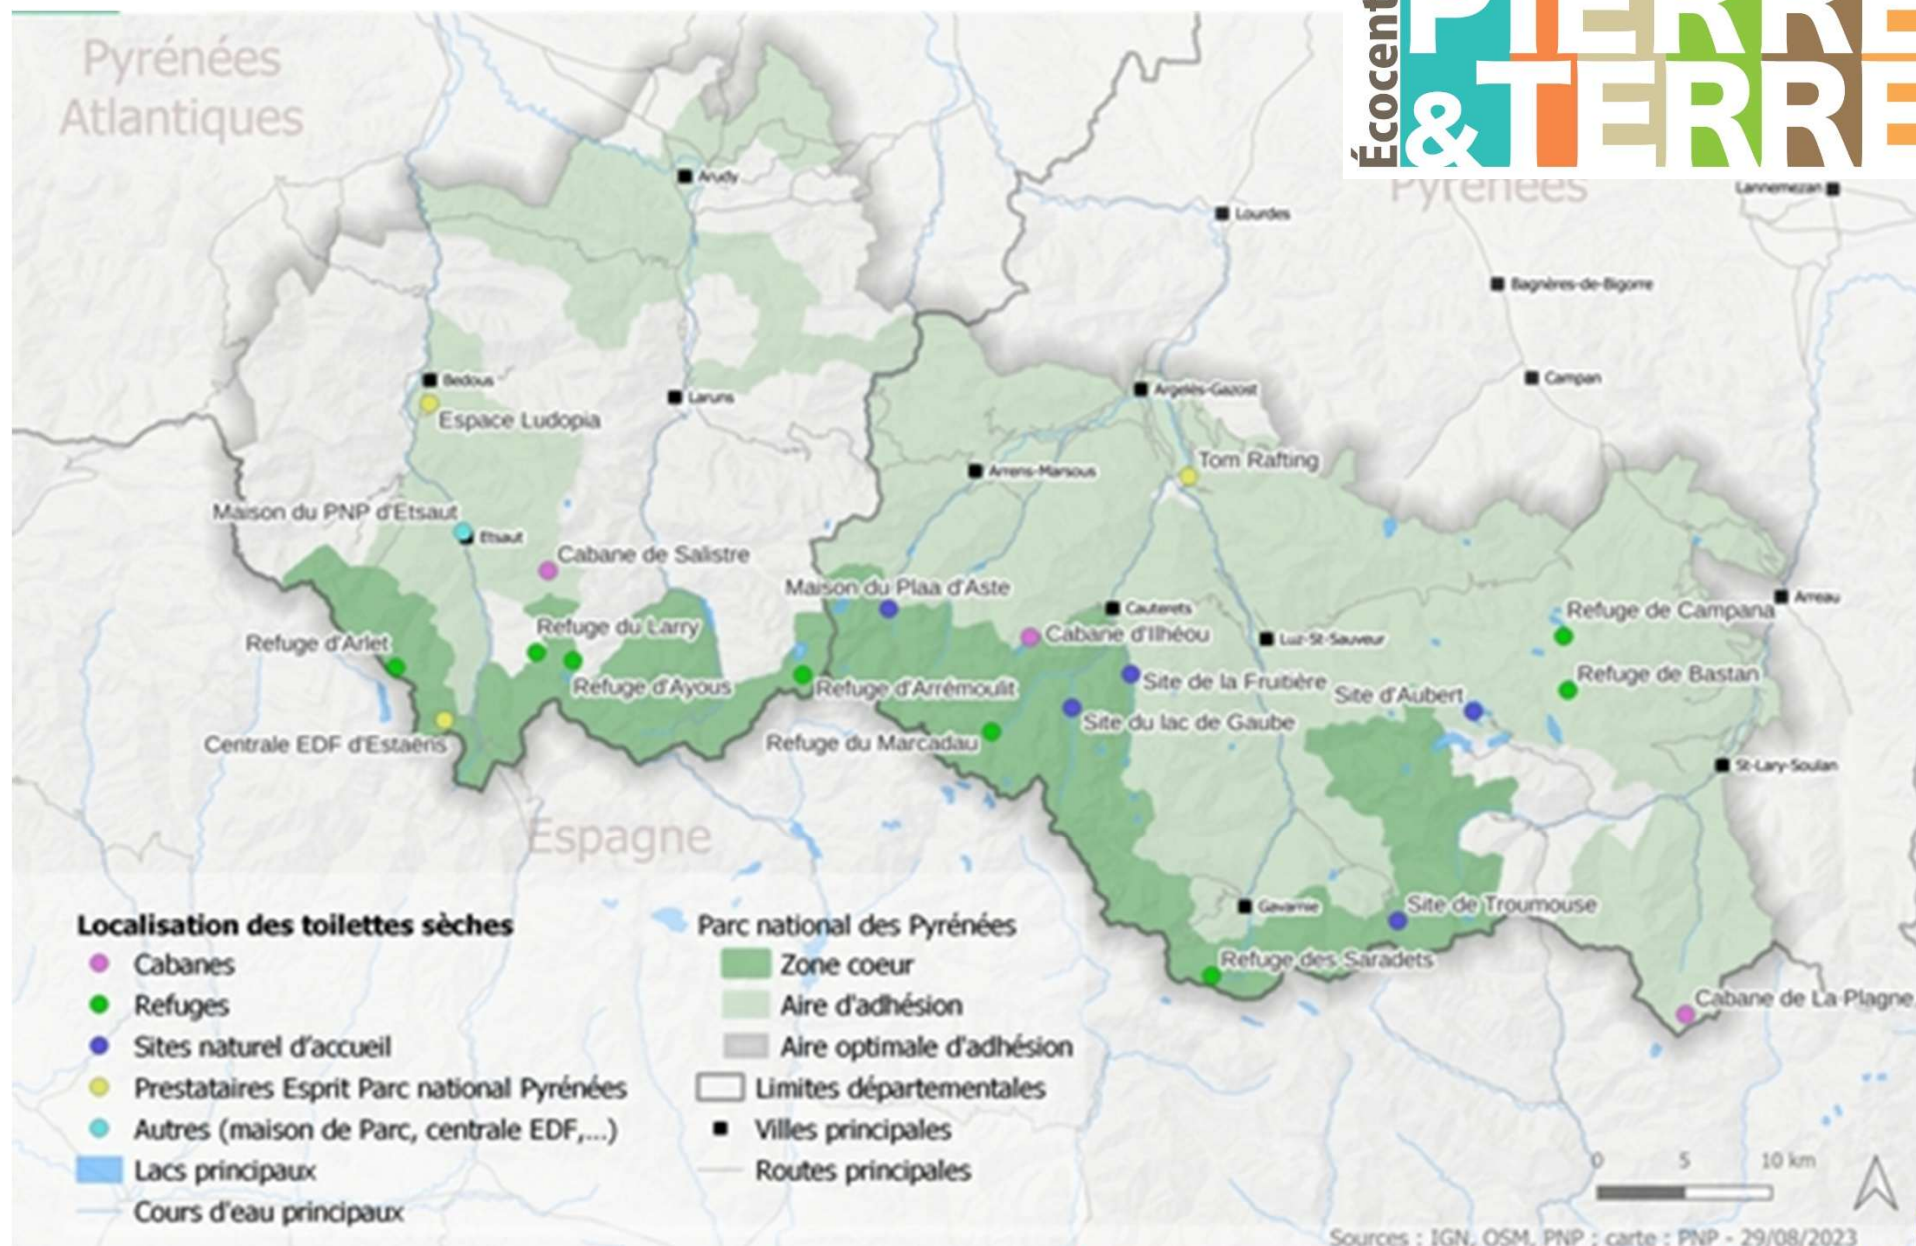 Pyrénées
Atlantiques
Écocent
PIERRE
& TERRE
Pyrénées
Lannemezan
Arudy
Lourdes
Bagnères-de-Bigorre
Bedous
Campan
Laruns
Argelès-Gazost
Espace Ludopia
Tom Rafting
Arrens-Marsous
Maison du PNP d'Etsaut
Etsaut
Cabane de Salistre
Maison du Plaa d'Aste
Arreau
Cauterets
Refuge de Campana
Refuge du Larry
Cabane d'Ilhéou
Luz-St-Sauveur
Refuge d'Arlet
Refuge de Bastan
Site de la Fruitière
Refuge d'Ayous
Refuge d'Arrémoulit
Site d'Aubert
Site du lac de Gaube
Centrale EDF d'Estaëns
Refuge du Marcadau
St-Lary-Soulan
Espagne
Gavarnie
Site de Troumouse
Refuge des Saradets
Cabane de La Plagne
Localisation des toilettes sèches
Cabanes
Refuges
Sites naturel d'accueil
Prestataires Esprit Parc national Pyrénées
Autres (maison de Parc, centrale EDF,...)
Lacs principaux
Cours d'eau principaux
Parc national des Pyrénées
Zone coeur
Aire d'adhésion
Aire optimale d'adhésion
Limites départementales
Villes principales
Routes principales
0 5 10 km
Sources : IGN, OSM, PNP ; carte : PNP - 29/08/2023